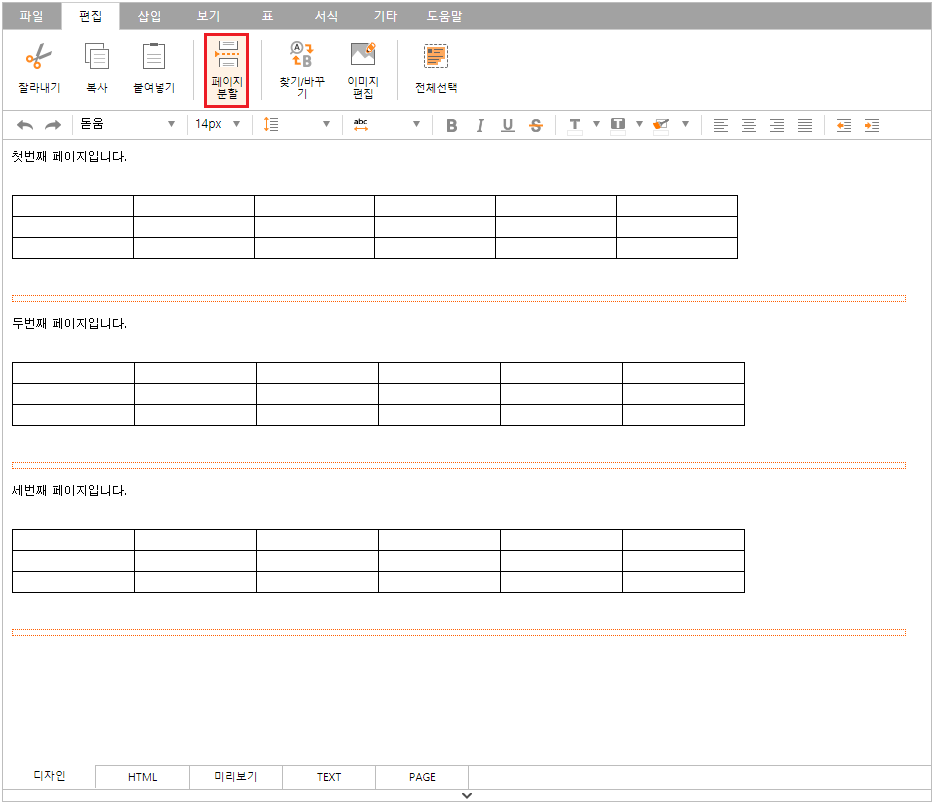 파일 편집 삽입 보기 표 서식 기타 도움말
잘라내기 복사 붙여넣기 페이지 분할 찾기/바꾸기 이미지 편집 전체선택
돋움 14px abc B I U S T T
첫번째 페이지입니다.
두번째 페이지입니다.
세번째 페이지입니다.
디자인 HTML 미리보기 TEXT PAGE